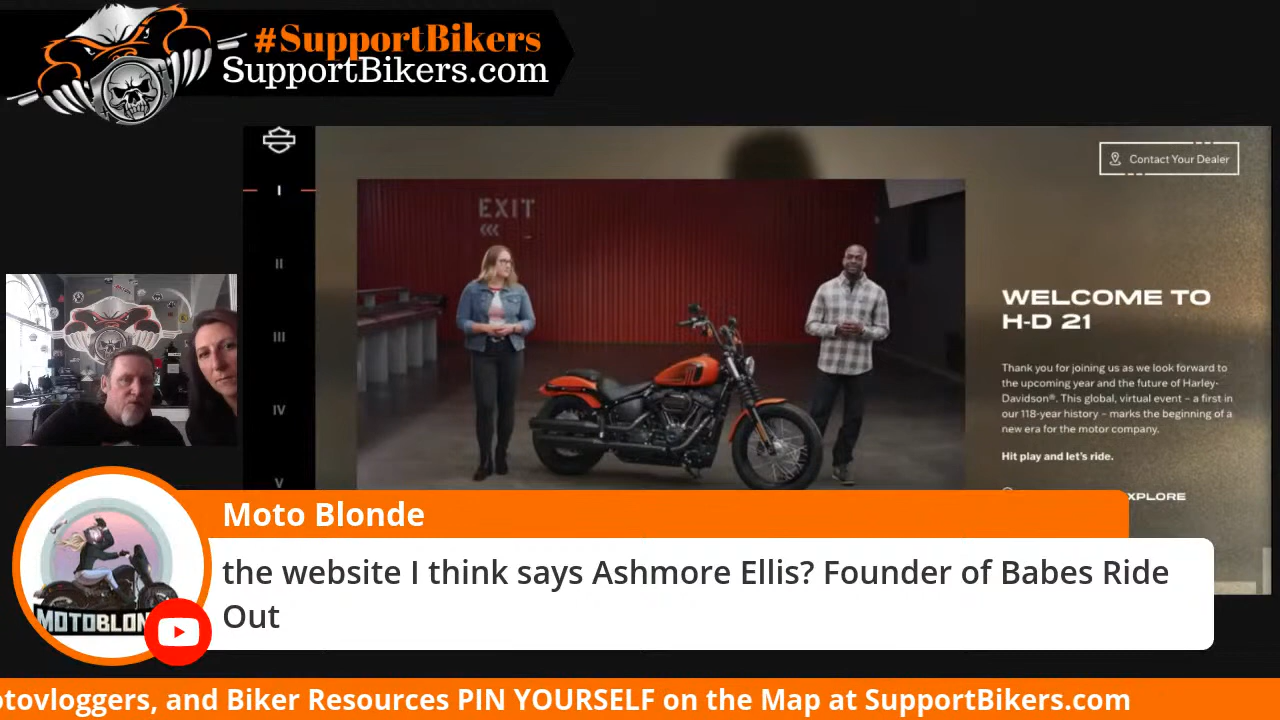 #SupportBikers
SupportBikers.com
Contact Your Dealer
EXIT
I
II
III
IV
V
WELCOME TO
H-D 21
Thank you for joining us as we look forward to
the upcoming year and the future of Harley-
Davidson®. This global, virtual event – a first in
our 118-year history – marks the beginning of a
new era for the motor company.
Hit play and let's ride.
XPLORE
Moto Blonde
the website I think says Ashmore Ellis? Founder of Babes Ride
Out
MOTOBLON
otovloggers, and Biker Resources PIN YOURSELF on the Map at SupportBikers.com